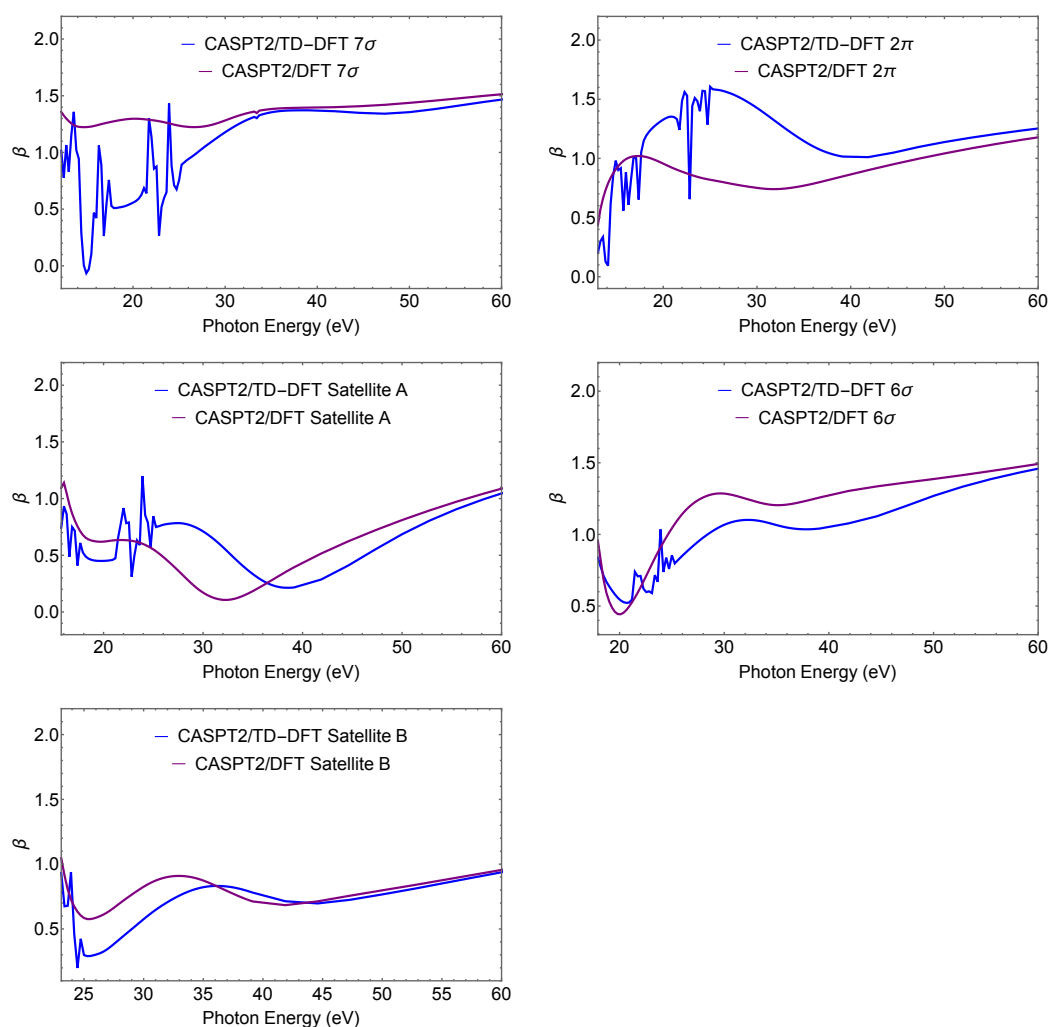 CASPT2/TD-DFT 7σ
CASPT2/DFT 7σ
β
2.0
1.5
1.0
0.5
0.0
20 30 40 50 60
Photon Energy (eV)
CASPT2/TD-DFT 2π
CASPT2/DFT 2π
β
2.0
1.5
1.0
0.5
0.0
20 30 40 50 60
Photon Energy (eV)
CASPT2/TD-DFT Satellite A
CASPT2/DFT Satellite A
β
2.0
1.5
1.0
0.5
0.0
20 30 40 50 60
Photon Energy (eV)
CASPT2/TD-DFT 6σ
CASPT2/DFT 6σ
β
2.0
1.5
1.0
0.5
20 30 40 50 60
Photon Energy (eV)
CASPT2/TD-DFT Satellite B
CASPT2/DFT Satellite B
β
2.0
1.5
1.0
0.5
25 30 35 40 45 50 55 60
Photon Energy (eV)